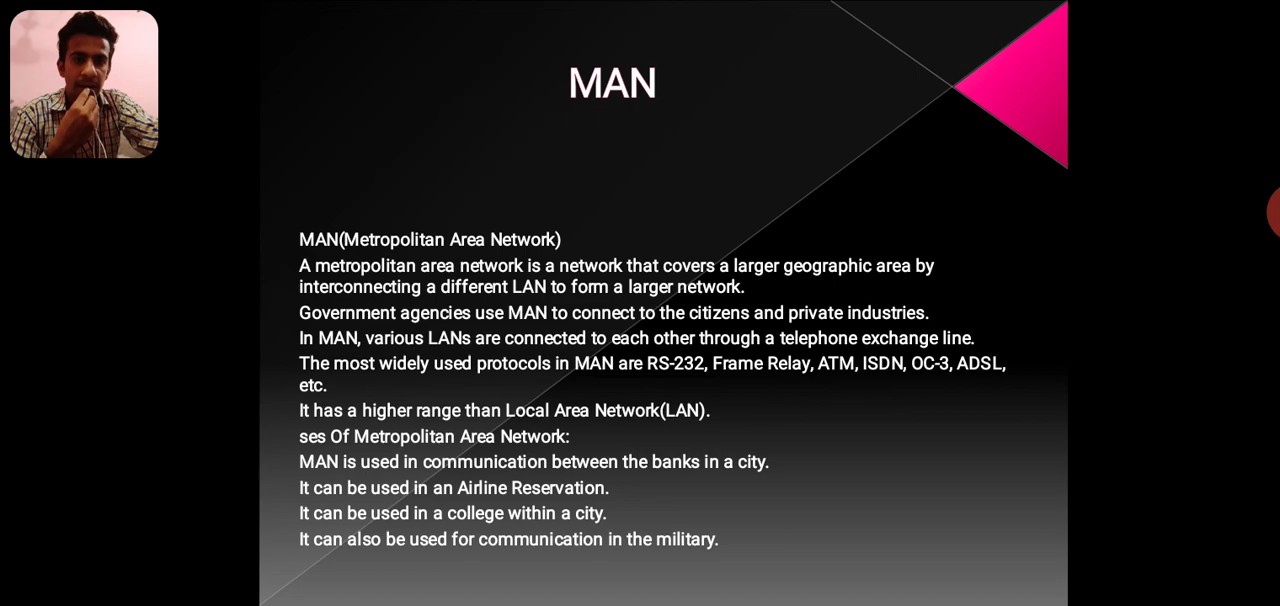 MAN
MAN(Metropolitan Area Network)
A metropolitan area network is a network that covers a larger geographic area by
interconnecting a different LAN to form a larger network.
Government agencies use MAN to connect to the citizens and private industries.
In MAN, various LANs are connected to each other through a telephone exchange line.
The most widely used protocols in MAN are RS-232, Frame Relay, ATM, ISDN, OC-3, ADSL,
etc.
It has a higher range than Local Area Network(LAN).
ses Of Metropolitan Area Network:
MAN is used in communication between the banks in a city.
It can be used in an Airline Reservation.
It can be used in a college within a city.
It can also be used for communication in the military.